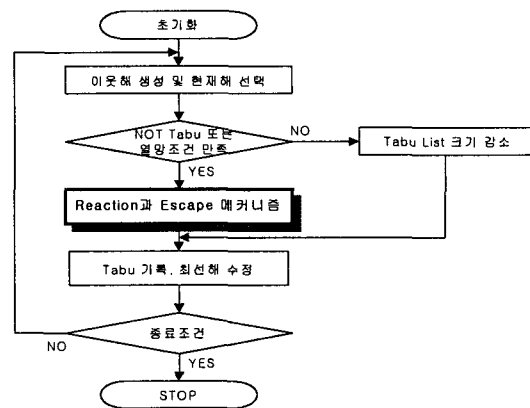 초기화
이웃해 생성 및 현재해 선택
NOT Tabu 또는
열망조건 만족
NO
Tabu List 크기 감소
YES
Reaction과 Escape 메커니즘
Tabu 기록, 최선해 수정
종료조건
NO
YES
STOP